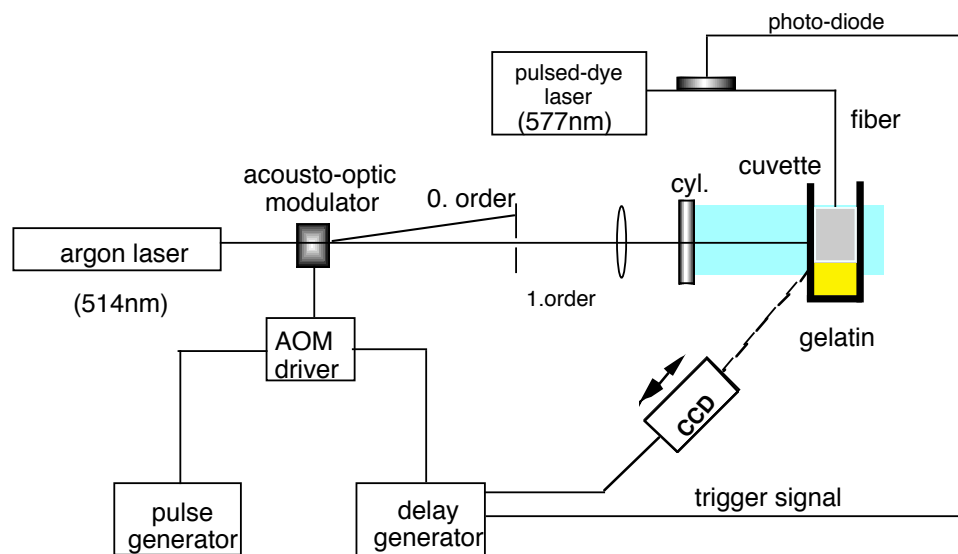 photo-diode
pulsed-dye
laser
(577nm)
fiber
cuvette
acousto-optic
modulator
0. order
cyl.
argon laser
(514nm)
1.order
gelatin
AOM
driver
CCD
pulse
generator
delay
generator
trigger signal